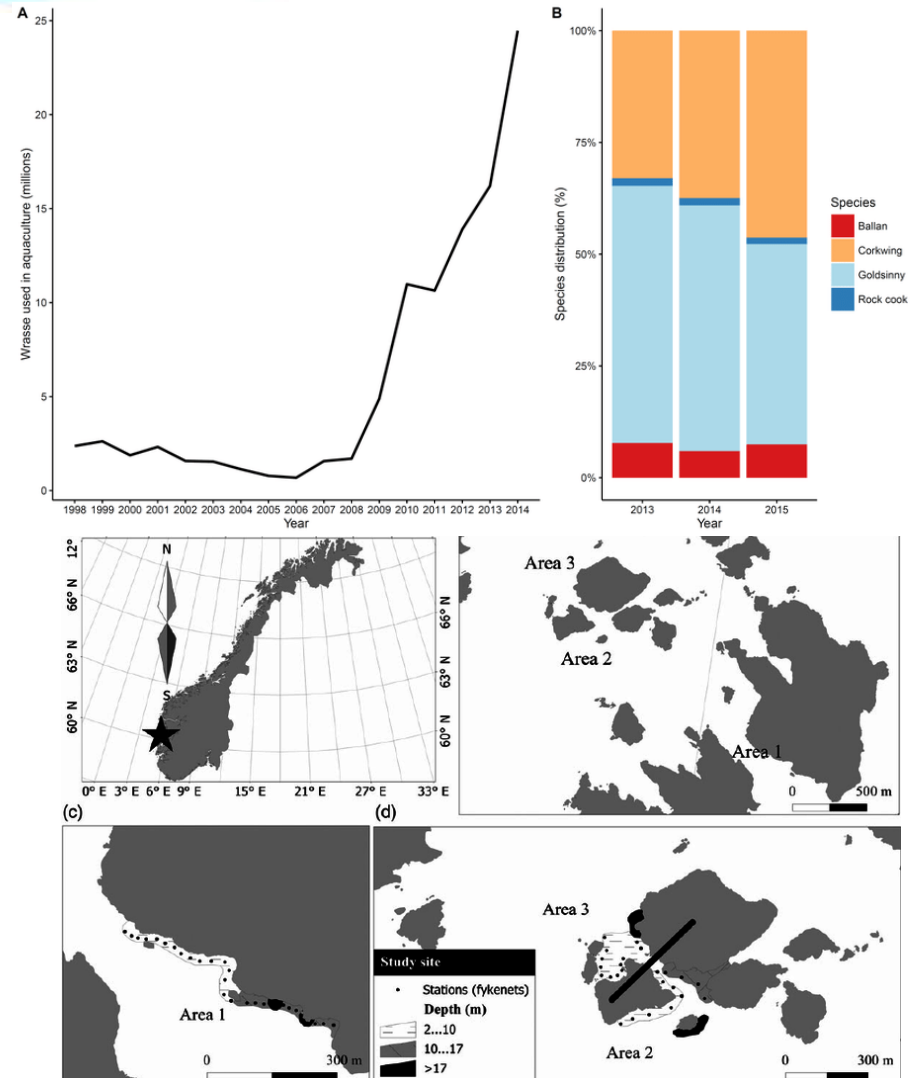 A
25
20
15
10
5
0
Wrasse used in aquaculture (millions)
1998 1999 2000 2001 2002 2003 2004 2005 2006 2007 2008 2009 2010 2011 2012 2013 2014
Year
B
100%
75%
50%
25%
0%
Species distribution (%)
2013 2014 2015
Year
Species
Ballan
Corkwing
Goldsinny
Rock cook
N
S
12°
66° N
63° N
60° N
66° N
63° N
60° N
0° E 3° E 6° E 9° E 15° E 21° E 27° E 33° E
Area 3
Area 2
Area 1
0 500 m
(c)
Area 1
0 300 m
(d)
Area 3
Area 2
Study site
Stations (fykenets)
Depth (m)
2...10
10...17
>17
0 300 m